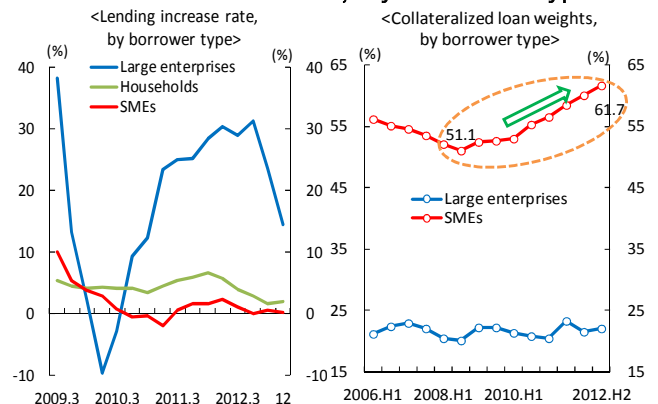 <Lending increase rate,
by borrower type>
(%)
(%)
Large enterprises
Households
SMEs
40
30
20
10
0
-10
40
30
20
10
0
-10
2009.3
2010.3
2011.3
2012.3
12
<Collateralized loan weights,
by borrower type>
(%)
(%)
65
55
45
35
25
15
65
55
45
35
25
15
51.1
61.7
Large enterprises
SMEs
2006.H1
2008.H1
2010.H1
2012.H2